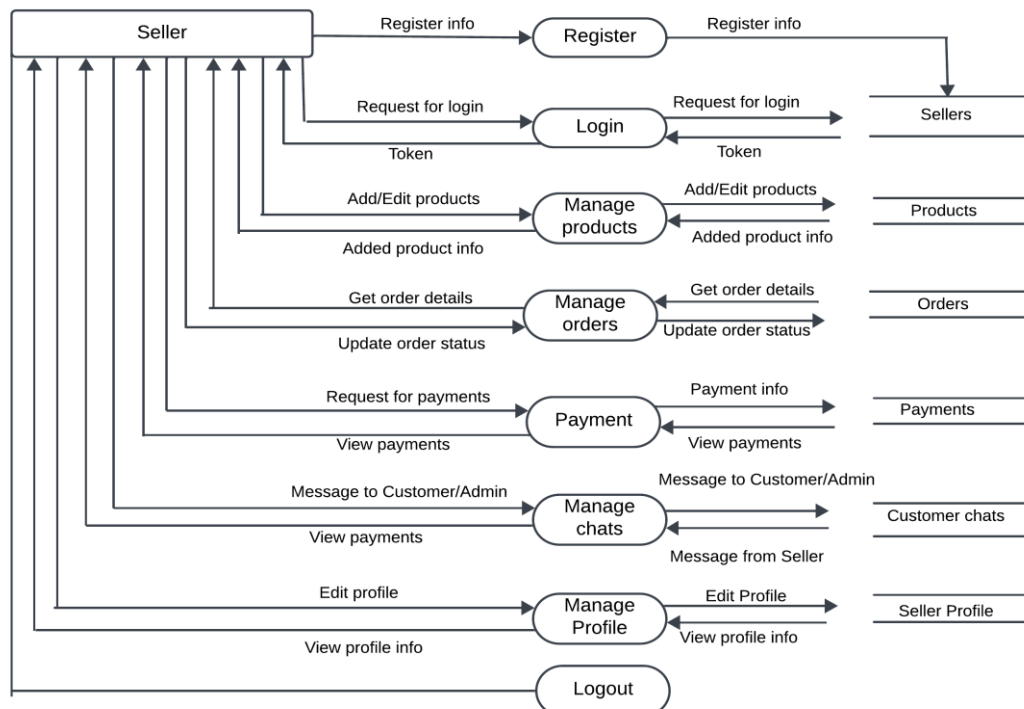 Seller
Register info
Register
Register info
Request for login
Login
Request for login
Sellers
Token
Token
Add/Edit products
Manage
products
Add/Edit products
Products
Added product info
Added product info
Get order details
Manage
orders
Get order details
Orders
Update order status
Update order status
Request for payments
Payment
Payment info
Payments
View payments
View payments
Message to Customer/Admin
Manage
chats
Message to Customer/Admin
Customer chats
View payments
Message from Seller
Edit profile
Manage
Profile
Edit Profile
Seller Profile
View profile info
View profile info
Logout